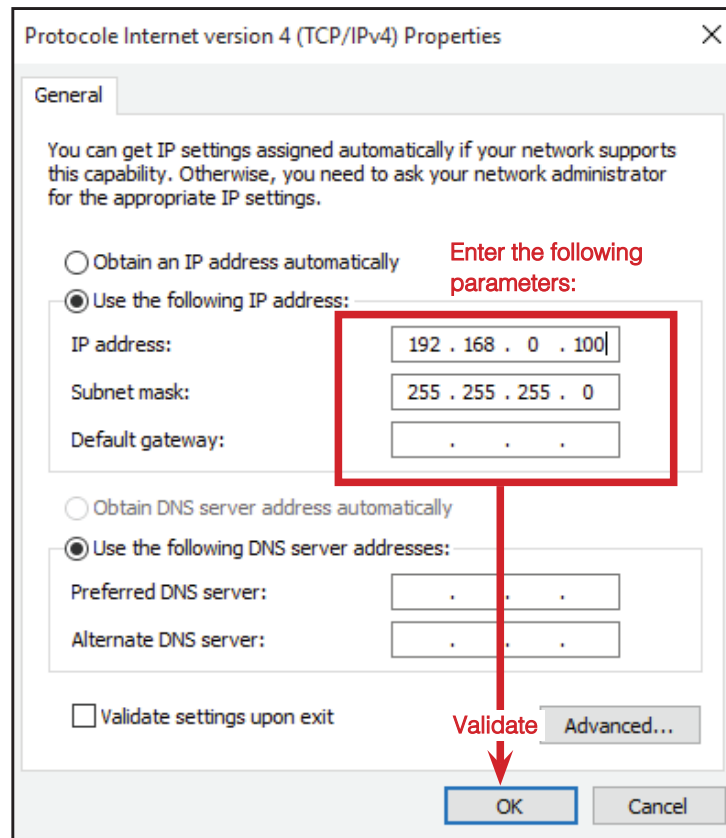 Protocole Internet version 4 (TCP/IPv4) Properties
General
You can get IP settings assigned automatically if your network supports
this capability. Otherwise, you need to ask your network administrator
for the appropriate IP settings.
Obtain an IP address automatically
Enter the following
parameters:
Use the following IP address:
IP address: 192 . 168 . 0 . 100
Subnet mask: 255 . 255 . 255 . 0
Default gateway: . . .
Obtain DNS server address automatically
Use the following DNS server addresses:
Preferred DNS server: . . .
Alternate DNS server: . . .
Validate settings upon exit
Validate
Advanced...
OK Cancel